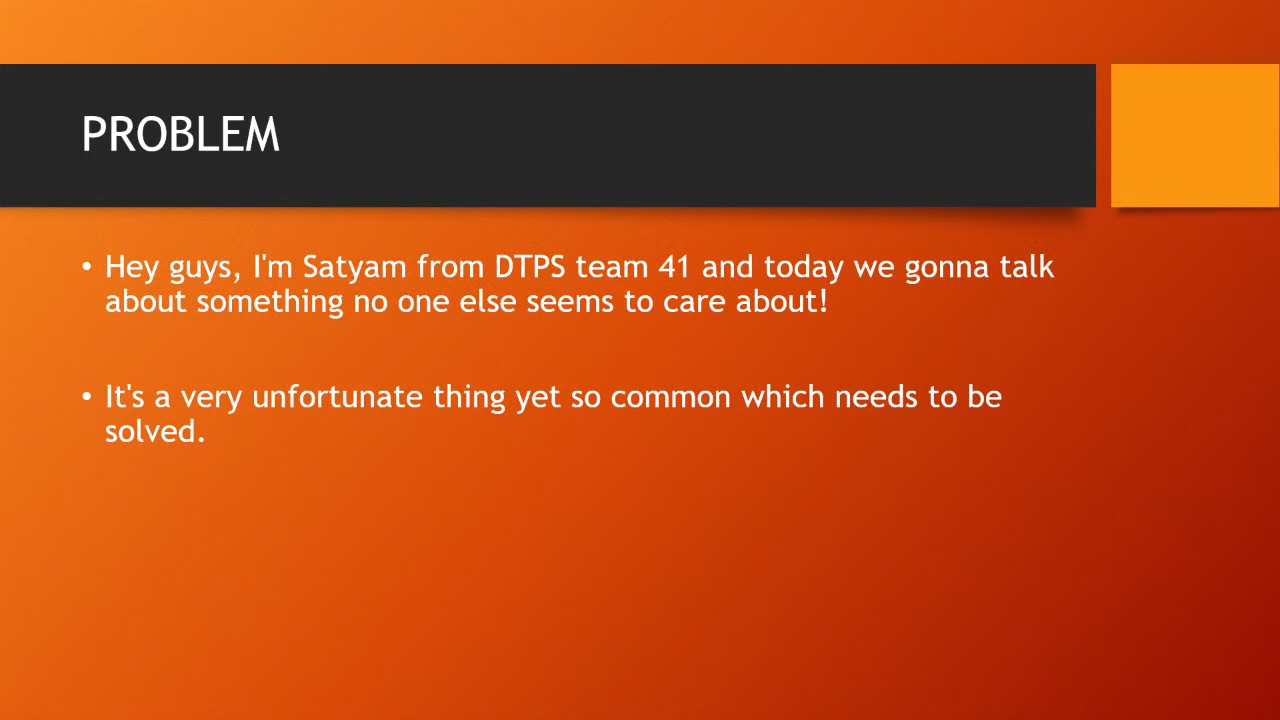 PROBLEM
• Hey guys, I'm Satyam from DTPS team 41 and today we gonna talk
about something no one else seems to care about!
• It's a very unfortunate thing yet so common which needs to be
solved.